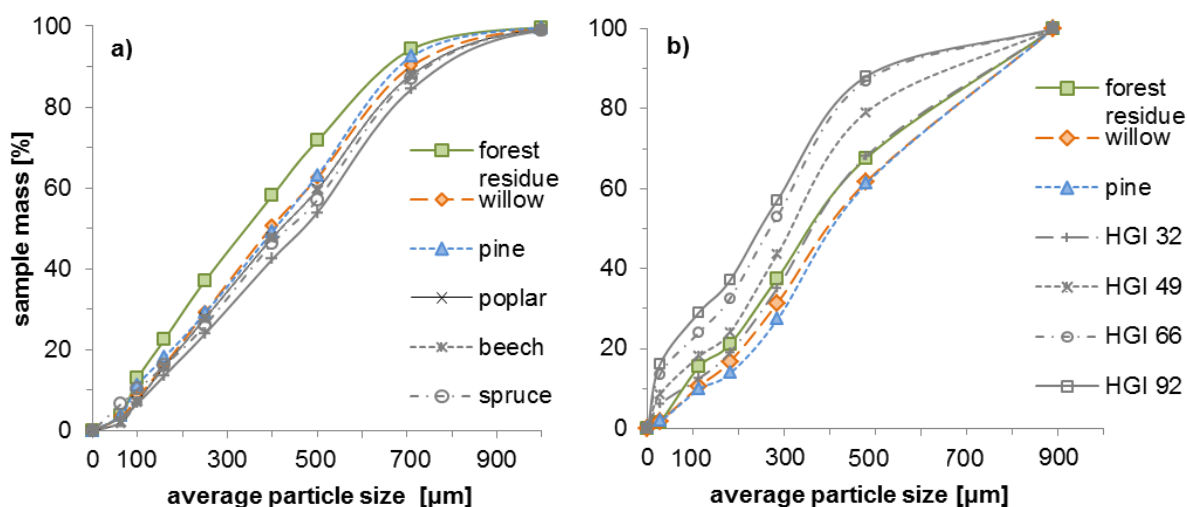 a)
sample mass [%]
100
80
60
40
20
0
0 100 300 500 700 900
average particle size [µm]
forest
residue
willow
pine
poplar
beech
spruce
b)
100
80
60
40
20
0
0 100 300 500 700 900
average particle size [µm]
forest
residue
willow
pine
HGI 32
HGI 49
HGI 66
HGI 92